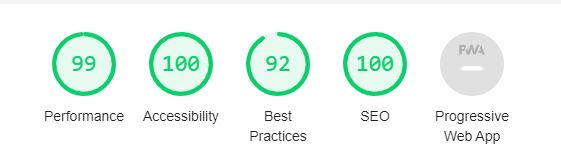 99 100 92 100 PWA
Performance Accessibility Best Practices SEO Progressive Web App